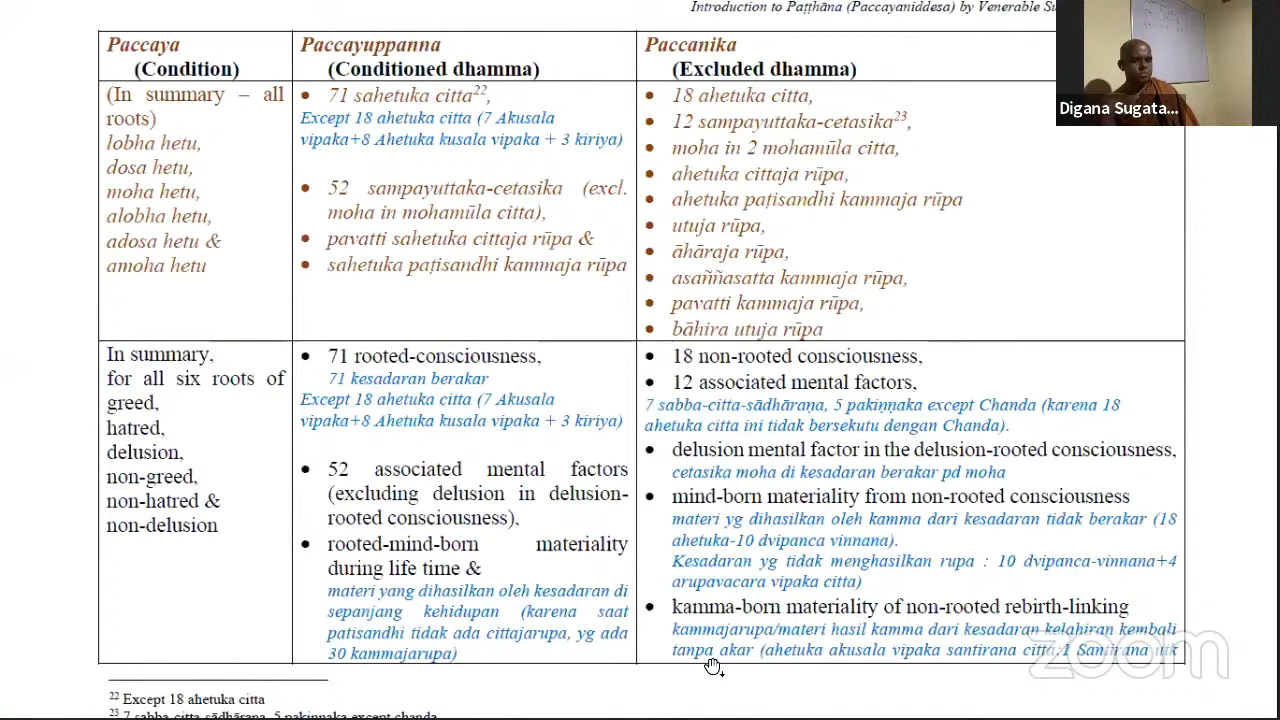 Introduction to Paṭṭhāna (Paccayaniddesa) by Venerable
Digana Sugata...
Paccaya
(Condition)
Paccayuppanna
(Conditioned dhamma)
Paccanika
(Excluded dhamma)
(In summary – all
roots)
lobha hetu,
dosa hetu,
moha hetu,
alobha hetu,
adosa hetu &
amoha hetu
• 71 sahetuka citta22,
Except 18 ahetuka citta (7 Akusala
vipaka+8 Ahetuka kusala vipaka + 3 kiriya)
• 52 sampayuttaka-cetasika (excl.
moha in mohamūla citta),
• pavatti sahetuka cittaja rūpa &
• sahetuka paṭisandhi kammaja rūpa
• 18 ahetuka citta,
• 12 sampayuttaka-cetasika23,
• moha in 2 mohamūla citta,
• ahetuka cittaja rūpa,
• ahetuka paṭisandhi kammaja rūpa
• utuja rūpa,
• āhāraja rūpa,
• asaññasatta kammaja rūpa,
• pavatti kammaja rūpa,
• bāhira utuja rūpa
In summary,
for all six roots of
greed,
hatred,
delusion,
non-greed,
non-hatred &
non-delusion
• 71 rooted-consciousness,
71 kesadaran berakar
Except 18 ahetuka citta (7 Akusala
vipaka+8 Ahetuka kusala vipaka + 3 kiriya)
• 52 associated mental factors
(excluding delusion in delusion-
rooted consciousness),
• rooted-mind-born materiality
during life time &
materi yang dihasilkan oleh kesadaran di
sepanjang kehidupan (karena saat
patisandhi tidak ada cittajarupa, yg ada
30 kammajarupa)
• 18 non-rooted consciousness,
• 12 associated mental factors,
7 sabba-citta-sādhāraṇa, 5 pakiṇṇaka except Chanda (karena 18
ahetuka citta ini tidak bersekutu dengan Chanda).
• delusion mental factor in the delusion-rooted consciousness,
cetasika moha di kesadaran berakar pd moha
• mind-born materiality from non-rooted consciousness
materi yg dihasilkan oleh kamma dari kesadaran tidak berakar (18
ahetuka-10 dvipanca vinnana).
Kesadaran yg tidak menghasilkan rupa : 10 dvipanca-vinnana+4
arupavacara vipaka citta)
• kamma-born materiality of non-rooted rebirth-linking
kammajarupa/materi hasil kamma dari kesadaran kelahiran kembali
tanpa akar (ahetuka akusala vipaka santirana citta;1 Santirana utk
zoom
22 Except 18 ahetuka citta
23 7 sabba-citta-sādhāraṇa, 5 pakiṇṇaka except chanda